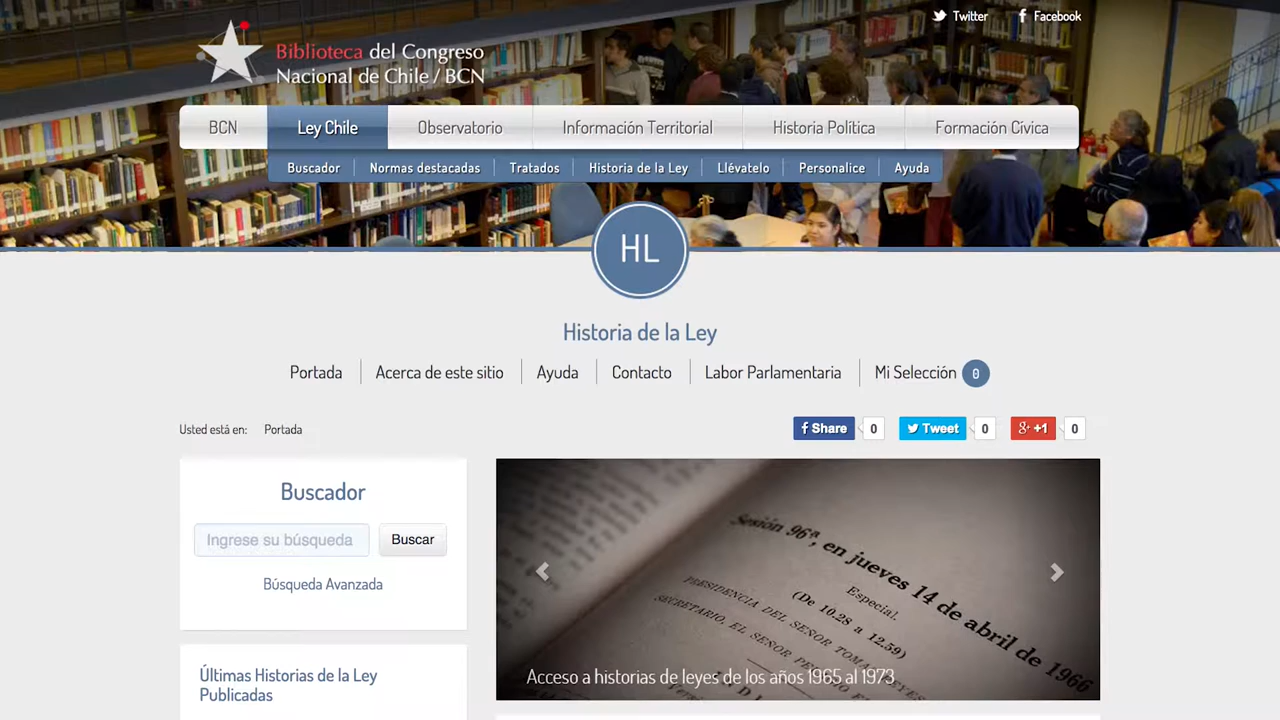 Twitter
Facebook
Biblioteca del Congreso
Nacional de Chile / BCN
BCN
Ley Chile
Observatorio
Información Territorial
Historia Política
Formación Cívica
Buscador
Normas destacadas
Tratados
Historia de la Ley
Llévatelo
Personalice
Ayuda
HL
Historia de la Ley
Portada
Acerca de este sitio
Ayuda
Contacto
Labor Parlamentaria
Mi Selección 0
Usted está en: Portada
Share 0
Tweet 0
+1 0
Buscador
Ingrese su búsqueda
Buscar
Búsqueda Avanzada
Últimas Historias de la Ley
Publicadas
Sesión 96ª, en jueves 14 de abril de 1966
Especial.
(De 10.28 a 12.59)
PRESIDENCIA DEL SEÑOR TOMÁS
SECRETARIO, EL SEÑOR
Acceso a historias de leyes de los años 1965 al 1973